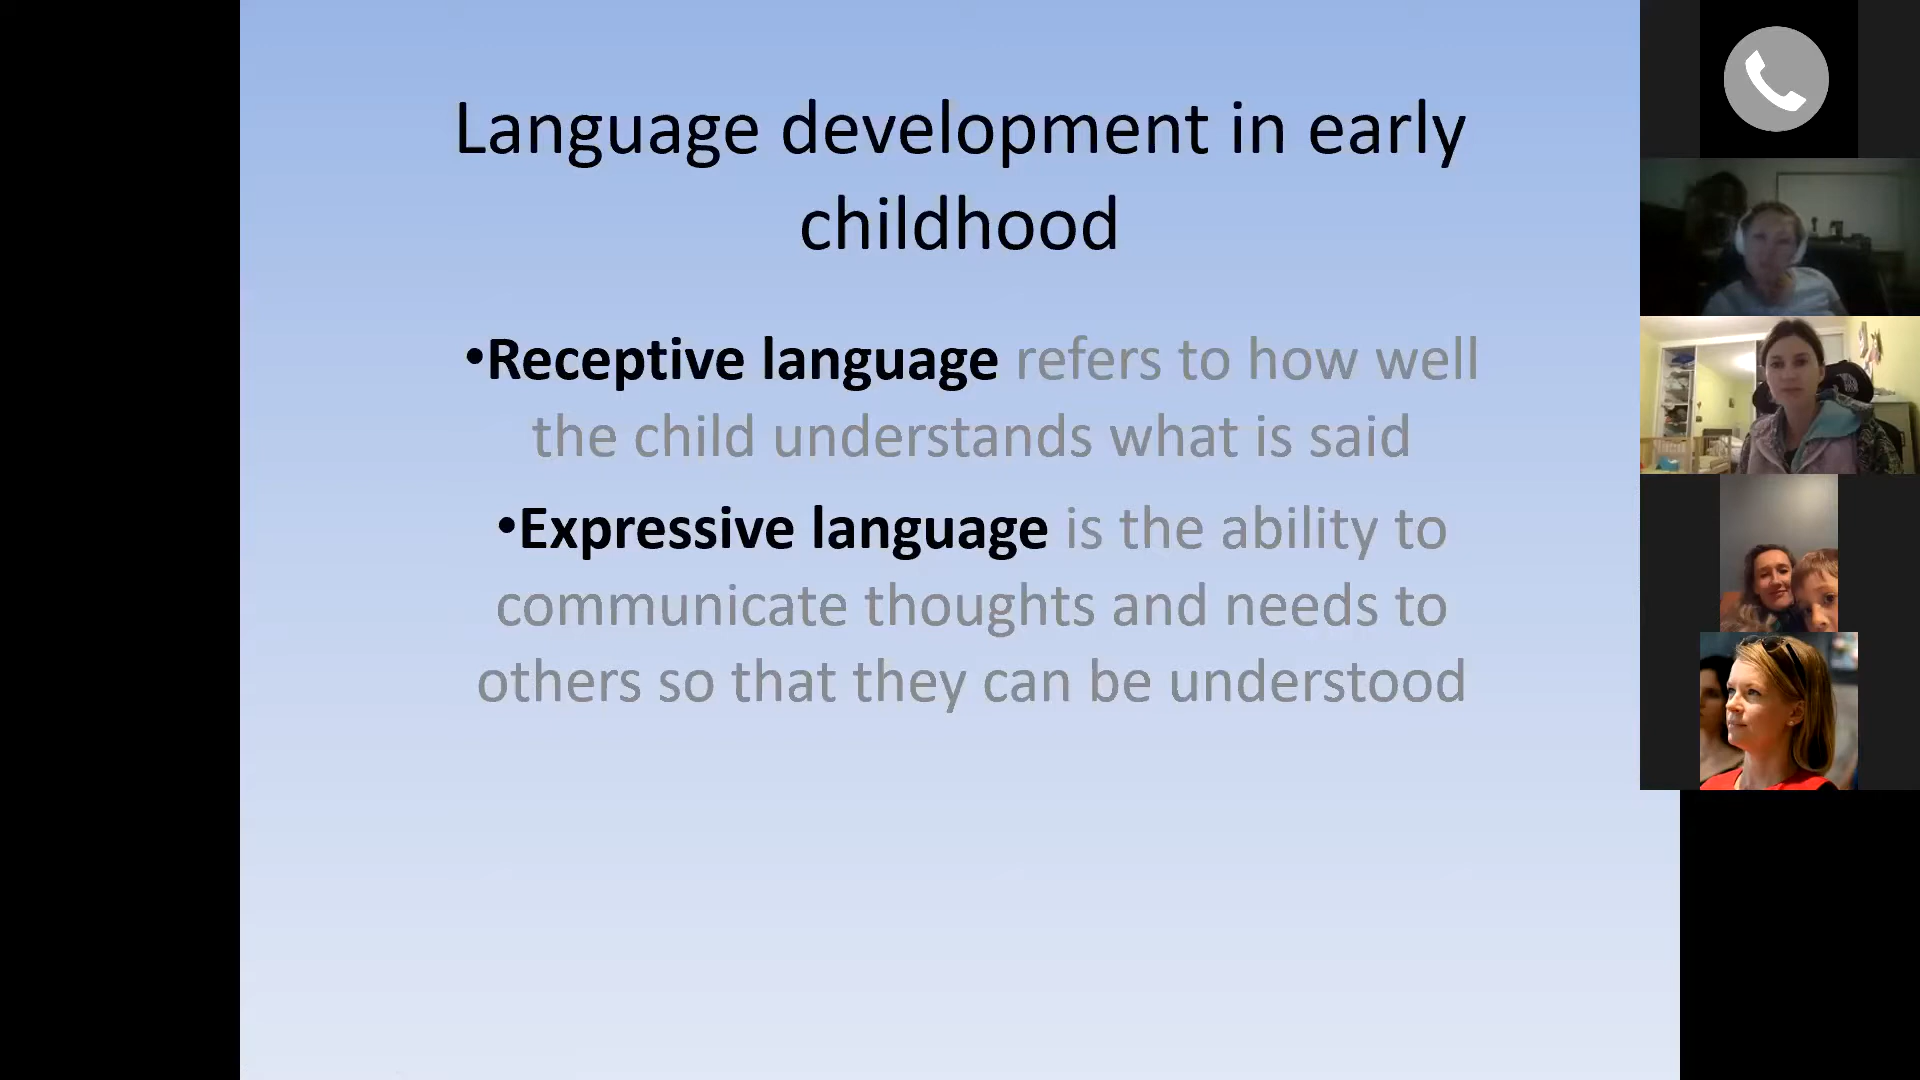 Language development in early
childhood
•Receptive language refers to how well
the child understands what is said
•Expressive language is the ability to
communicate thoughts and needs to
others so that they can be understood